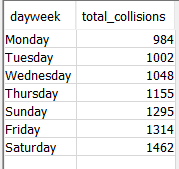 dayweek total_collisions
Monday 984
Tuesday 1002
Wednesday 1048
Thursday 1155
Sunday 1295
Friday 1314
Saturday 1462